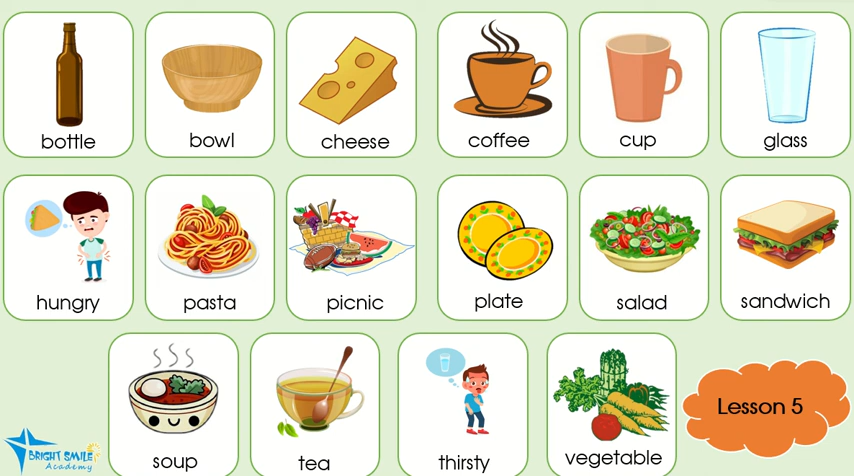 bottle
bowl
cheese
coffee
cup
glass
hungry
pasta
picnic
plate
salad
sandwich
soup
tea
thirsty
vegetable
Lesson 5
BRIGHT SMILE
Academy